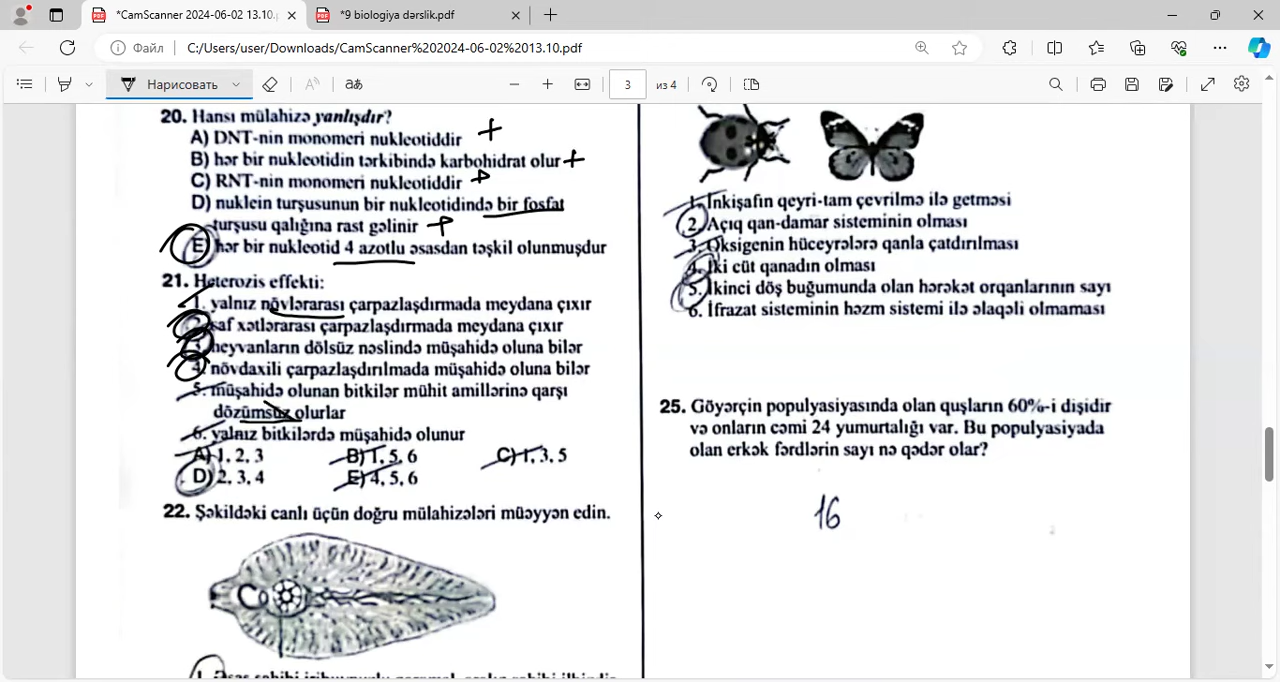 *CamScanner 2024-06-02 13.10.p
*9 biologiya dərslik.pdf
Файл
C:/Users/user/Downloads/CamScanner%202024-06-02%2013.10.pdf
Нарисовать
3
из 4
20. Hansı mülahizə yanlışdır?
A) DNT-nin monomeri nukleotiddir +
B) hər bir nukleotidin tərkibində karbohidrat olur +
C) RNT-nin monomeri nukleotiddir +
D) nuklein turşusunun bir nukleotidində bir fosfat
turşusu qalığına rast gəlinir +
E) hər bir nukleotid 4 azotlu əsasdan təşkil olunmuşdur
21. Heterozis effekti:
1. yalnız növlərarası çarpazlaşdırmada meydana çıxır
2. saf xətlərarası çarpazlaşdırmada meydana çıxır
3. heyvanların dölsüz nəslində müşahidə oluna bilər
4. növdaxili çarpazlaşdırılmada müşahidə oluna bilər
5. müşahidə olunan bitkilər mühit amillərinə qarşı
dözümsüz olurlar
6. yalnız bitkilərdə müşahidə olunur
A) 1, 2, 3 B) 1, 5, 6 C) 1, 3, 5
D) 2, 3, 4 E) 4, 5, 6
22. Şəkildəki canlı üçün doğru mülahizələri müəyyən edin.
1. İnkişafın qeyri-tam çevrilmə ilə getməsi
2. Açıq qan-damar sisteminin olması
3. Oksigenin hüceyrələrə qanla çatdırılması
4. İki cüt qanadın olması
5. İkinci döş buğumunda olan hərəkət orqanlarının sayı
6. İfrazat sisteminin həzm sistemi ilə əlaqəli olmaması
25. Göyərçin populyasiyasında olan quşların 60%-i dişidir
və onların cəmi 24 yumurtalığı var. Bu populyasiyada
olan erkək fərdlərin sayı nə qədər olar?
16